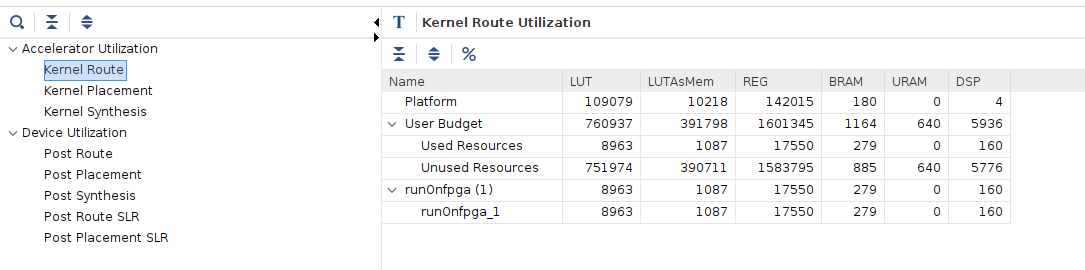 Accelerator Utilization
Kernel Route
Kernel Placement
Kernel Synthesis
Device Utilization
Post Route
Post Placement
Post Synthesis
Post Route SLR
Post Placement SLR
T Kernel Route Utilization
%
Name LUT LUTAsMem REG BRAM URAM DSP
Platform 109079 10218 142015 180 0 4
User Budget 760937 391798 1601345 1164 640 5936
Used Resources 8963 1087 17550 279 0 160
Unused Resources 751974 390711 1583795 885 640 5776
runOnfpga (1) 8963 1087 17550 279 0 160
runOnfpga_1 8963 1087 17550 279 0 160